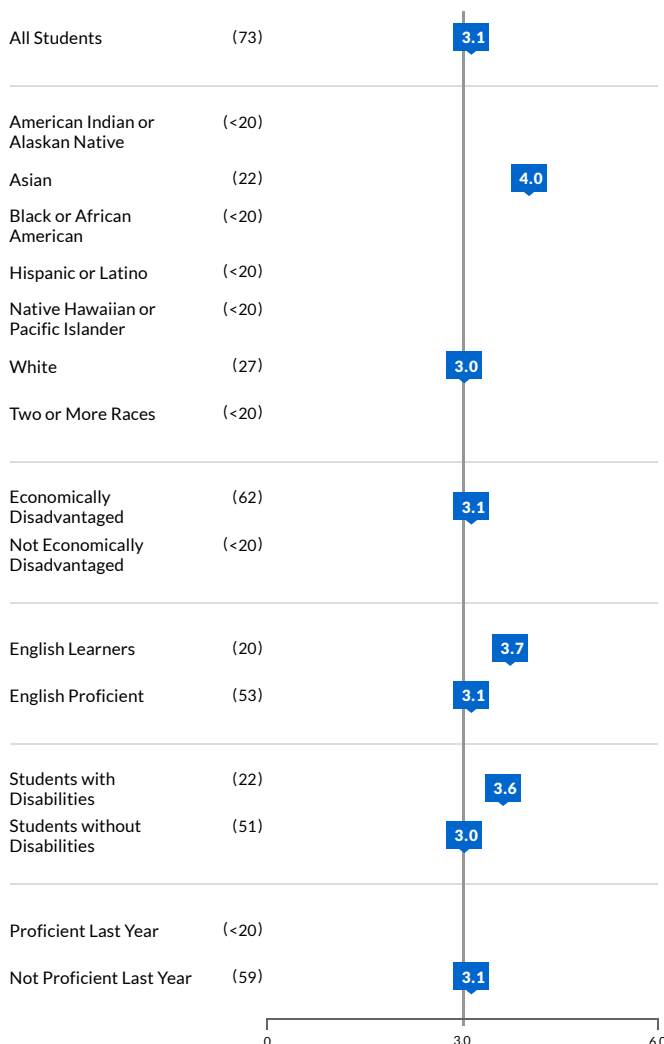 All Students (73) 3.1
American Indian or
Alaskan Native (<20)
Asian (22) 4.0
Black or African
American (<20)
Hispanic or Latino (<20)
Native Hawaiian or
Pacific Islander (<20)
White (27) 3.0
Two or More Races (<20)
Economically
Disadvantaged (62) 3.1
Not Economically
Disadvantaged (<20)
English Learners (20) 3.7
English Proficient (53) 3.1
Students with
Disabilities (22) 3.6
Students without
Disabilities (51) 3.0
Proficient Last Year (<20)
Not Proficient Last Year (59) 3.1
0 3.0 6.0